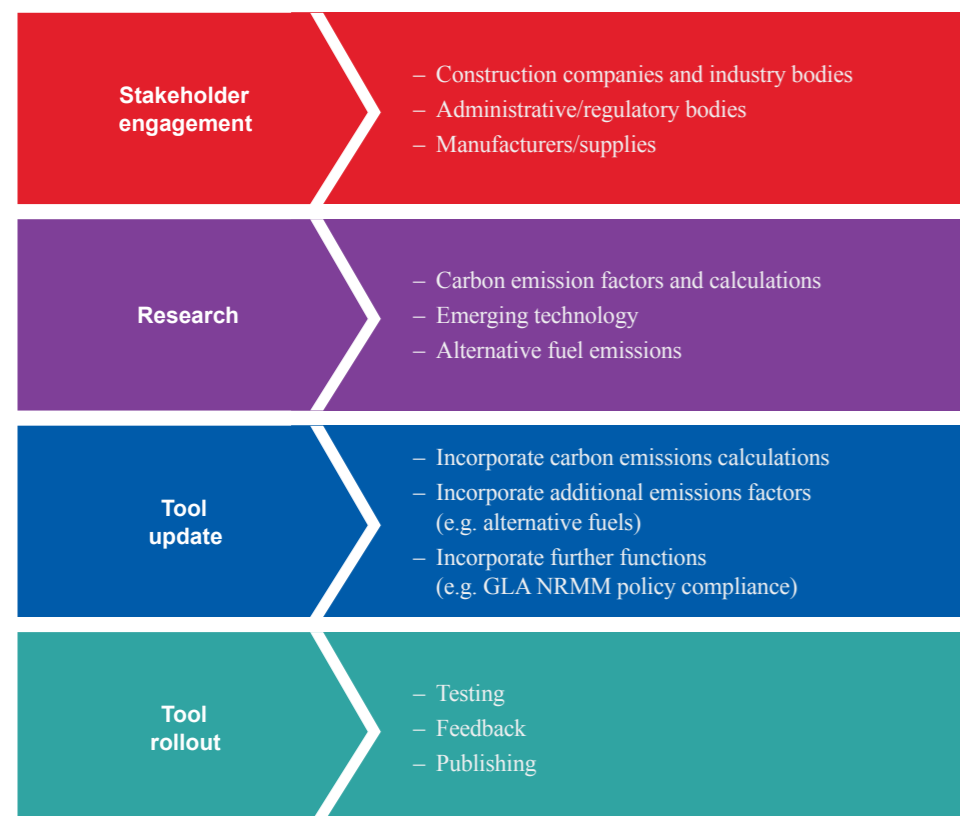 Stakeholder
engagement
– Construction companies and industry bodies
– Administrative/regulatory bodies
– Manufacturers/supplies
Research
– Carbon emission factors and calculations
– Emerging technology
– Alternative fuel emissions
Tool
update
– Incorporate carbon emissions calculations
– Incorporate additional emissions factors
(e.g. alternative fuels)
– Incorporate further functions
(e.g. GLA NRMM policy compliance)
Tool
rollout
– Testing
– Feedback
– Publishing